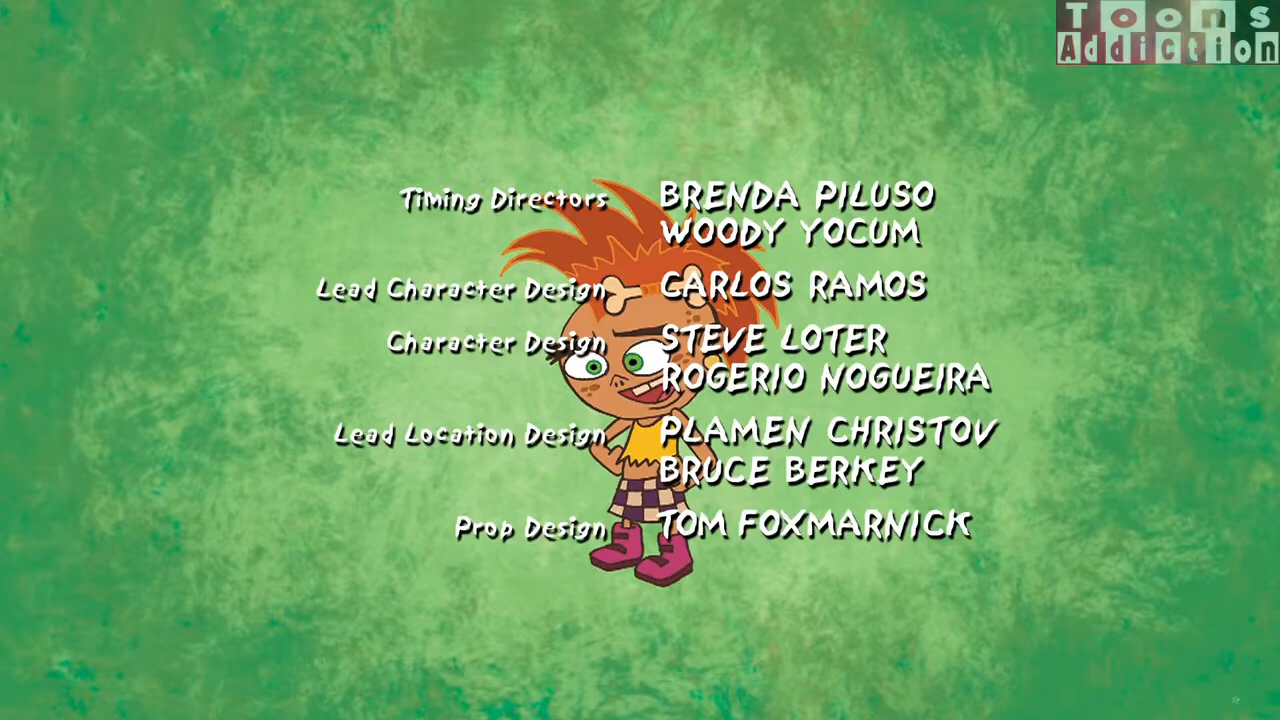 Toons
Addiction
Timing Directors BRENDA PILUSO
WOODY YOCUM
Lead Character Design CARLOS RAMOS
Character Design STEVE LOTER
ROGERIO NOGUEIRA
Lead Location Design PLAMEN CHRISTOV
BRUCE BERKEY
Prop Design TOM FOXMARNICK